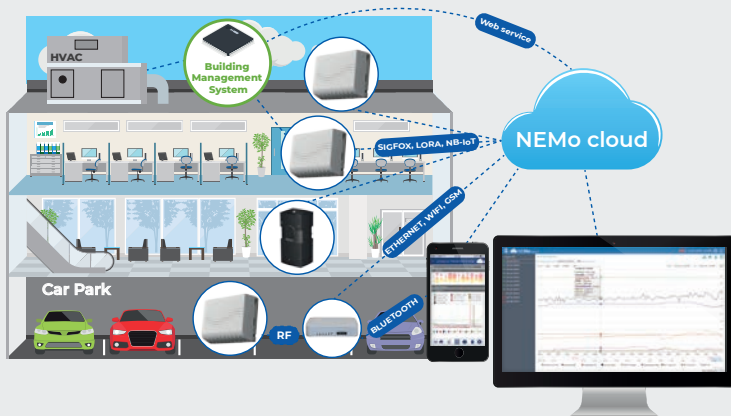 Web service
HVAC
Building
Management
System
NEMo cloud
SIGFOX, LORA, NB-IoT
ETHERNET, WIFI, GSM
Car Park
BLUETOOTH
RF